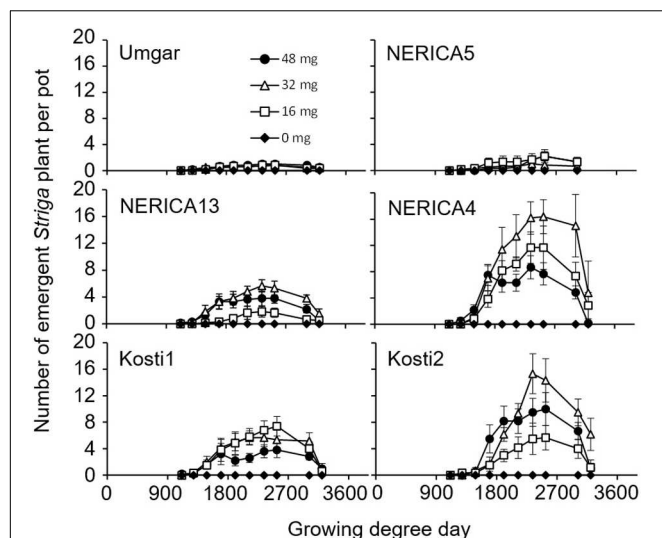 Number of emergent Striga plant per pot
20
16
12
8
4
0
Umgar
48 mg
32 mg
16 mg
0 mg
NERICA5
20
16
12
8
4
0
NERICA13
NERICA4
20
16
12
8
4
0
Kosti1
Kosti2
0 900 1800 2700 3600
900 1800 2700 3600
Growing degree day